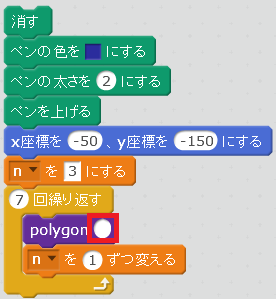 消す
ペンの色を にする
ペンの太さを 2 にする
ペンを上げる
x座標を -50 、y座標を -150 にする
n ▼ を 3 にする
7 回繰り返す
polygon
n ▼ を 1 ずつ変える